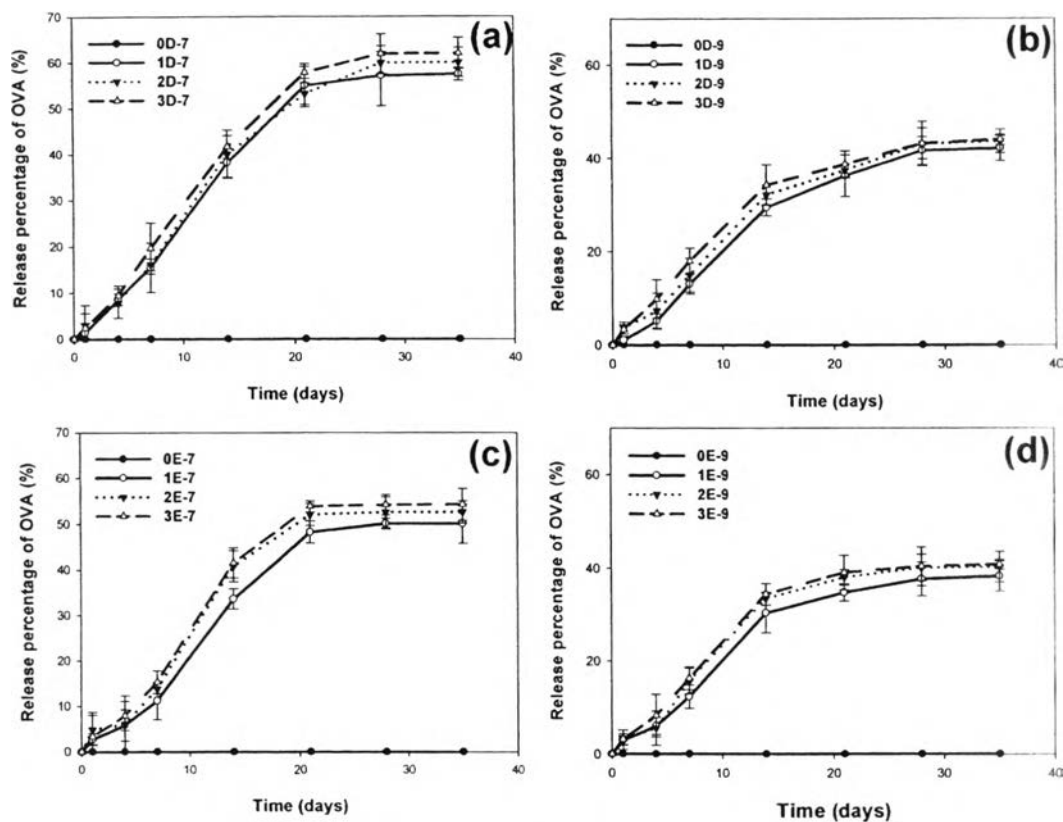 (a)
0D-7
1D-7
2D-7
3D-7
Release percentage of OVA (%)
70
60
50
40
30
20
10
0
0 10 20 30 40
Time (days)
(b)
0D-9
1D-9
2D-9
3D-9
Release percentage of OVA (%)
60
40
20
0
0 10 20 30 40
Time (days)
(c)
0E-7
1E-7
2E-7
3E-7
Release percentage of OVA (%)
70
60
50
40
30
20
10
0
0 10 20 30 40
Time (days)
(d)
0E-9
1E-9
2E-9
3E-9
Release percentage of OVA (%)
60
40
20
0
0 10 20 30 40
Time (days)